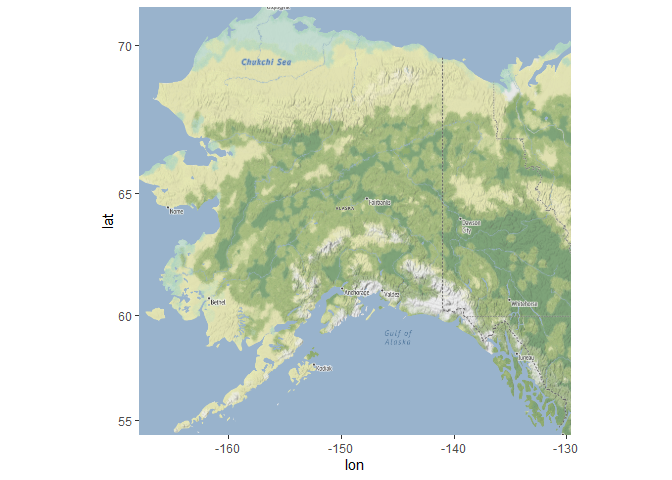 70
Chukchi Sea
65
lat
Nome
Fairbanks
ALASKA
Dawson
City
Bethel
Anchorage
Valdez
Whitehorse
60
Gulf of
Alaska
Juneau
Kodiak
55
-160
-150
-140
-130
lon